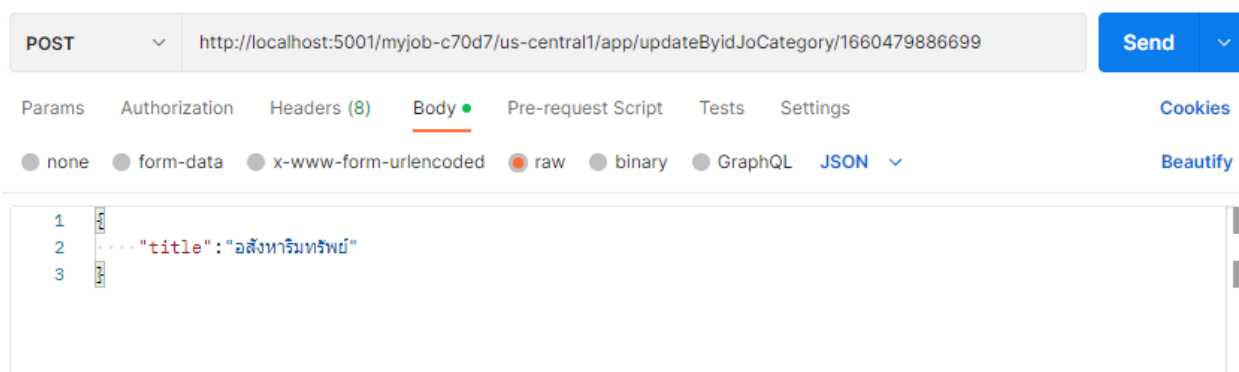 POST http://localhost:5001/myjob-c70d7/us-central1/app/updateByidJoCategory/1660479886699 Send
Params Authorization Headers (8) Body Pre-request Script Tests Settings Cookies
none form-data x-www-form-urlencoded raw binary GraphQL JSON Beautify
1 {
2 ····"title":"อสังหาริมทรัพย์"
3 }